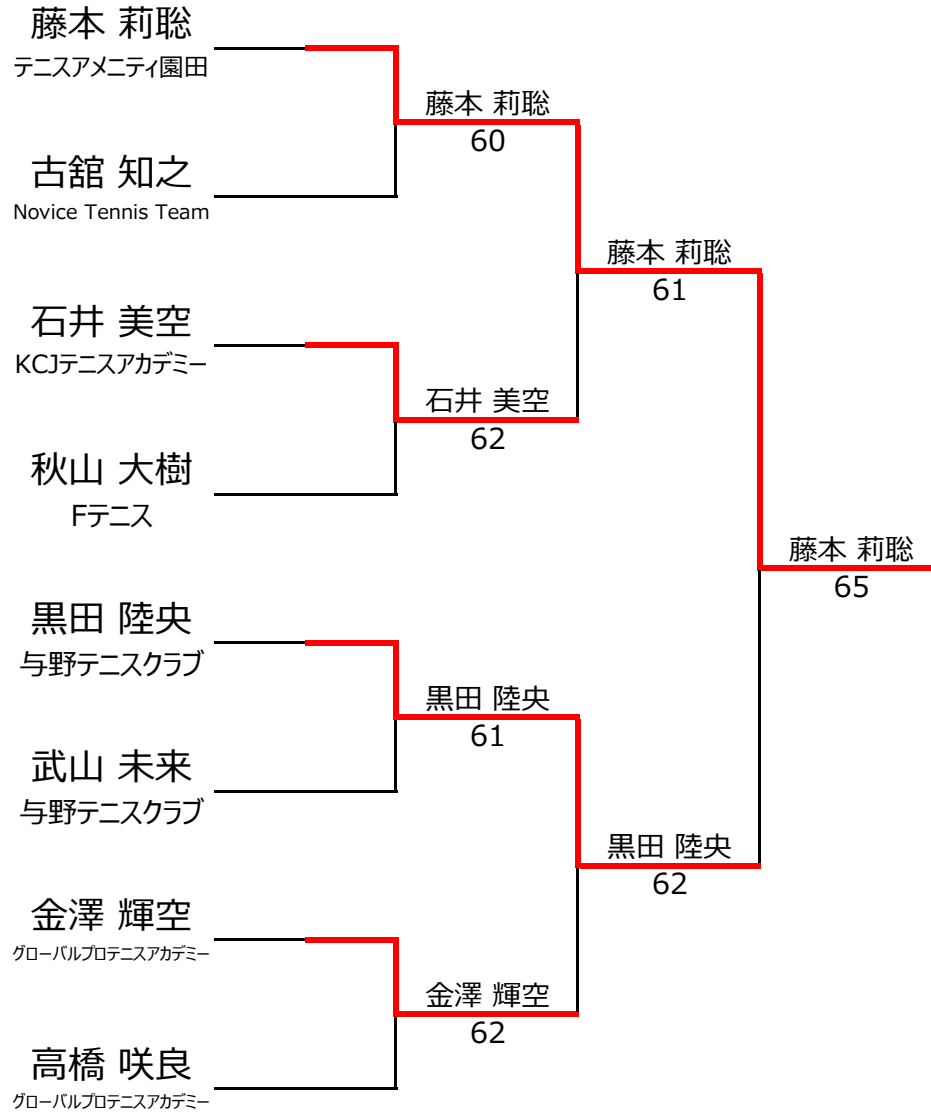 藤本 莉聡
テニスアメニティ園田
藤本 莉聡
60
古舘 知之
Novice Tennis Team
藤本 莉聡
61
石井 美空
KCJテニスアカデミー
石井 美空
62
秋山 大樹
Fテニス
藤本 莉聡
65
黒田 陸央
与野テニスクラブ
黒田 陸央
61
武山 未来
与野テニスクラブ
黒田 陸央
62
金澤 輝空
グローバルプロテニスアカデミー
金澤 輝空
62
高橋 咲良
グローバルプロテニスアカデミー